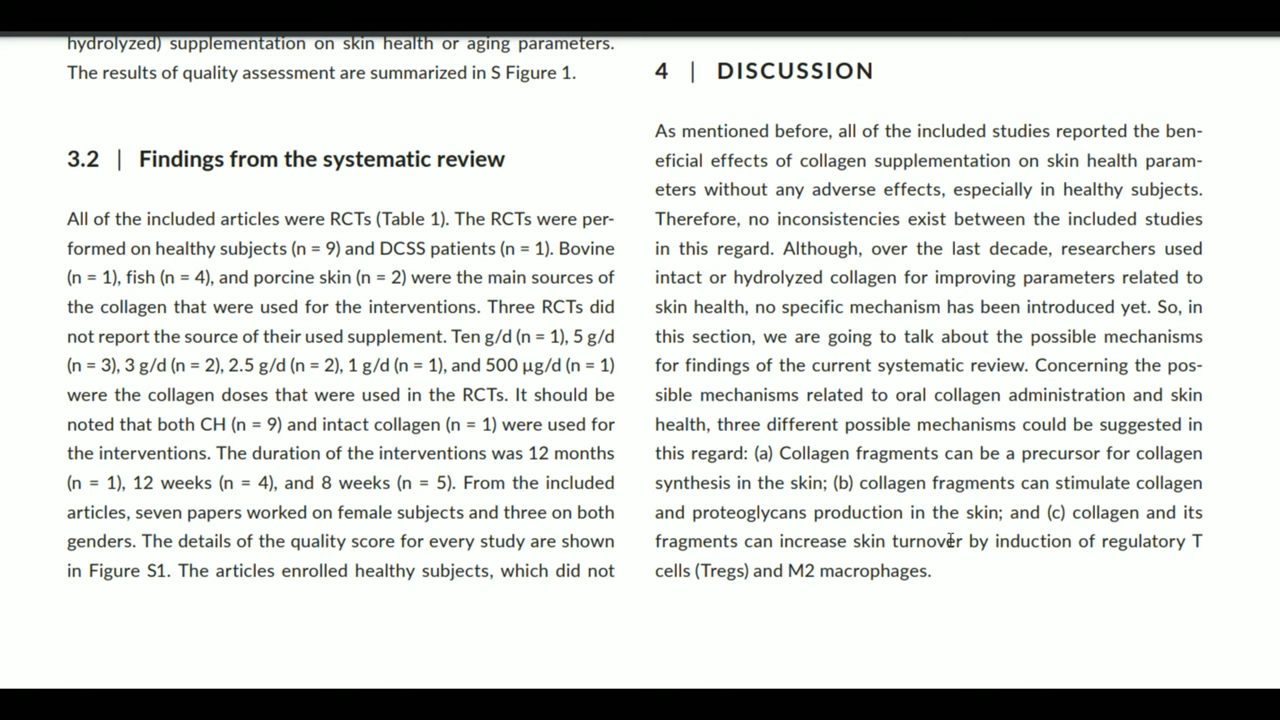 hydrolyzed) supplementation on skin health or aging parameters.
The results of quality assessment are summarized in S Figure 1.
3.2 | Findings from the systematic review
All of the included articles were RCTs (Table 1). The RCTs were per-
formed on healthy subjects (n = 9) and DCSS patients (n = 1). Bovine
(n = 1), fish (n = 4), and porcine skin (n = 2) were the main sources of
the collagen that were used for the interventions. Three RCTs did
not report the source of their used supplement. Ten g/d (n = 1), 5 g/d
(n = 3), 3 g/d (n = 2), 2.5 g/d (n = 2), 1 g/d (n = 1), and 500 µg/d (n = 1)
were the collagen doses that were used in the RCTs. It should be
noted that both CH (n = 9) and intact collagen (n = 1) were used for
the interventions. The duration of the interventions was 12 months
(n = 1), 12 weeks (n = 4), and 8 weeks (n = 5). From the included
articles, seven papers worked on female subjects and three on both
genders. The details of the quality score for every study are shown
in Figure S1. The articles enrolled healthy subjects, which did not
4 | DISCUSSION
As mentioned before, all of the included studies reported the ben-
eficial effects of collagen supplementation on skin health param-
eters without any adverse effects, especially in healthy subjects.
Therefore, no inconsistencies exist between the included studies
in this regard. Although, over the last decade, researchers used
intact or hydrolyzed collagen for improving parameters related to
skin health, no specific mechanism has been introduced yet. So, in
this section, we are going to talk about the possible mechanisms
for findings of the current systematic review. Concerning the pos-
sible mechanisms related to oral collagen administration and skin
health, three different possible mechanisms could be suggested in
this regard: (a) Collagen fragments can be a precursor for collagen
synthesis in the skin; (b) collagen fragments can stimulate collagen
and proteoglycans production in the skin; and (c) collagen and its
fragments can increase skin turnover by induction of regulatory T
cells (Tregs) and M2 macrophages.